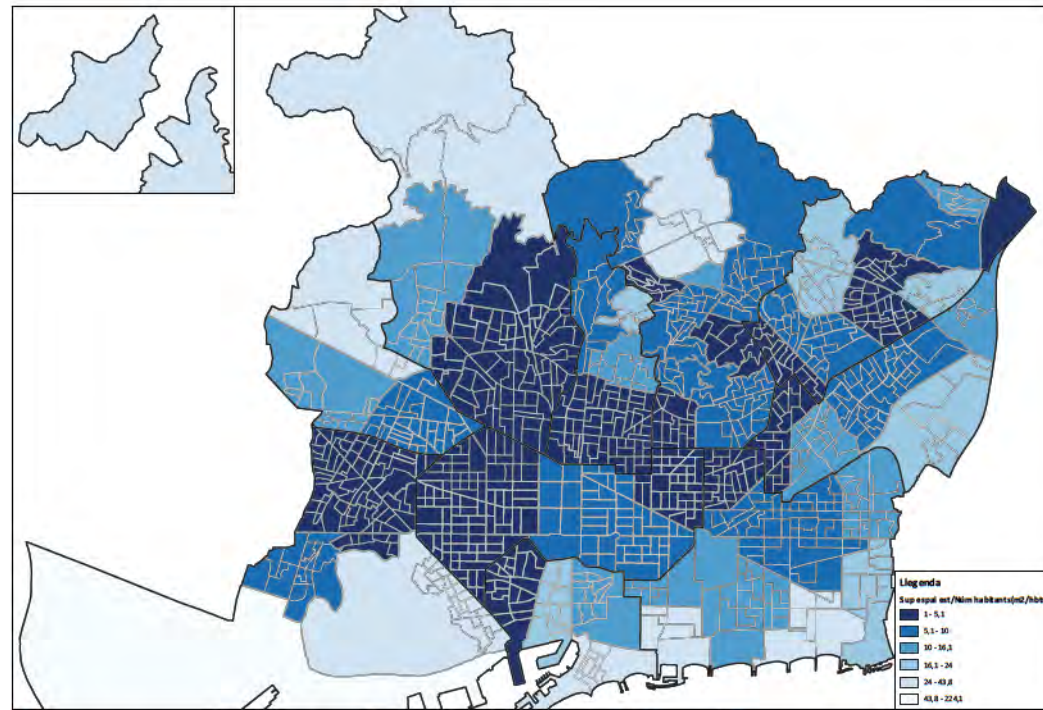 Llegenda
Sup espai est/Núm habitants(m2/hbt
1 - 5,1
5,1 - 10
10 - 16,1
16,1 - 24
24 - 43,8
43,8 - 224,1